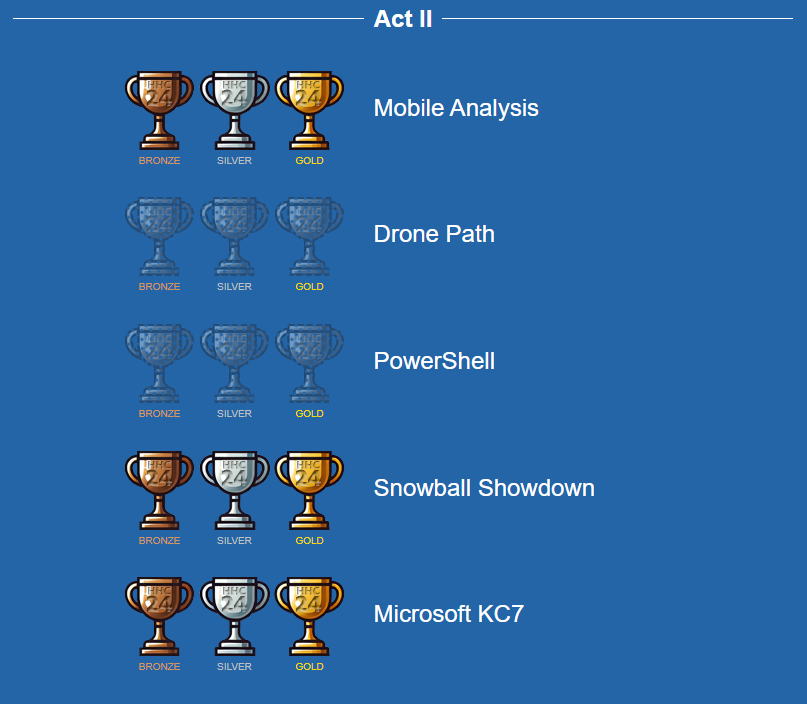 Act II
HHC HHC HHC
24 24 24
BRONZE SILVER GOLD
Mobile Analysis
HHC HHC HHC
24 24 24
BRONZE SILVER GOLD
Drone Path
HHC HHC HHC
24 24 24
BRONZE SILVER GOLD
PowerShell
HHC HHC HHC
24 24 24
BRONZE SILVER GOLD
Snowball Showdown
HHC HHC HHC
24 24 24
BRONZE SILVER GOLD
Microsoft KC7